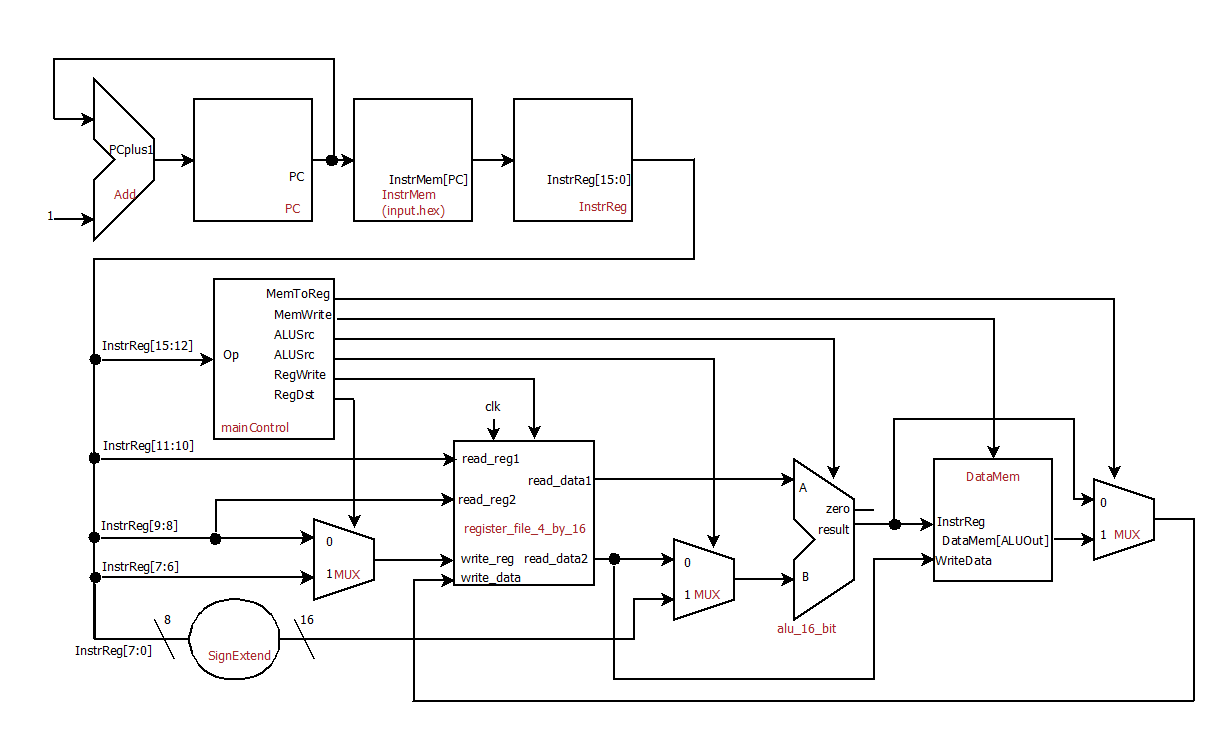 PCplus1
Add
1
PC
PC
InstrMem[PC]
InstrMem
(input.hex)
InstrReg[15:0]
InstrReg
InstrReg[15:12]
Op
MemToReg
MemWrite
ALUSrc
ALUSrc
RegWrite
RegDst
mainControl
InstrReg[11:10]
InstrReg[9:8]
InstrReg[7:6]
InstrReg[7:0]
8
SignExtend
16
0
1 MUX
clk
read_reg1
read_data1
read_reg2
register_file_4_by_16
write_reg read_data2
write_data
0
1 MUX
A
zero
result
B
alu_16_bit
DataMem
InstrReg
DataMem[ALUOut]
WriteData
0
1 MUX